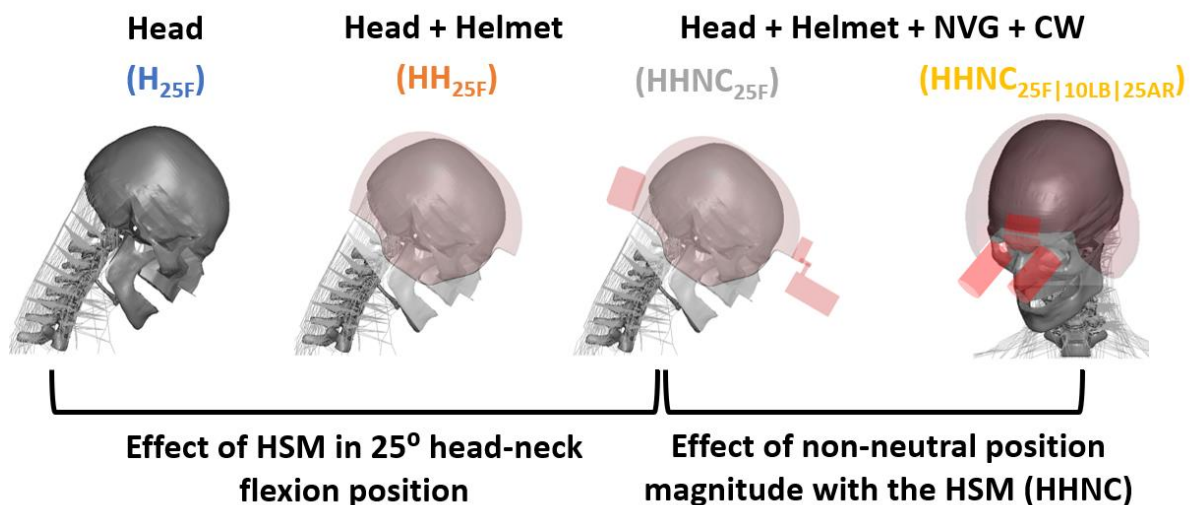 Head
(H25F)
Head + Helmet
(HH25F)
Head + Helmet + NVG + CW
(HHNC25F)
(HHNC25F|10LB|25AR)
Effect of HSM in 25⁰ head-neck
flexion position
Effect of non-neutral position
magnitude with the HSM (HHNC)